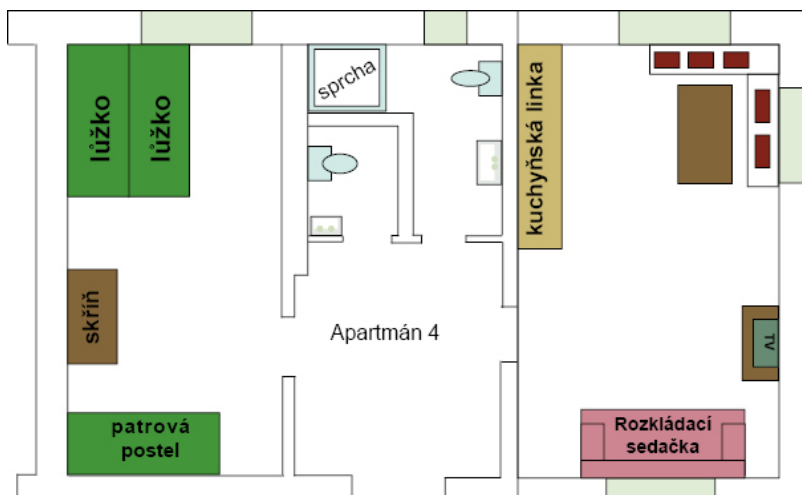 lůžko
lůžko
sprcha
kuchyňská linka
skříň
Apartmán 4
TV
patrová
postel
Rozkládací
sedačka